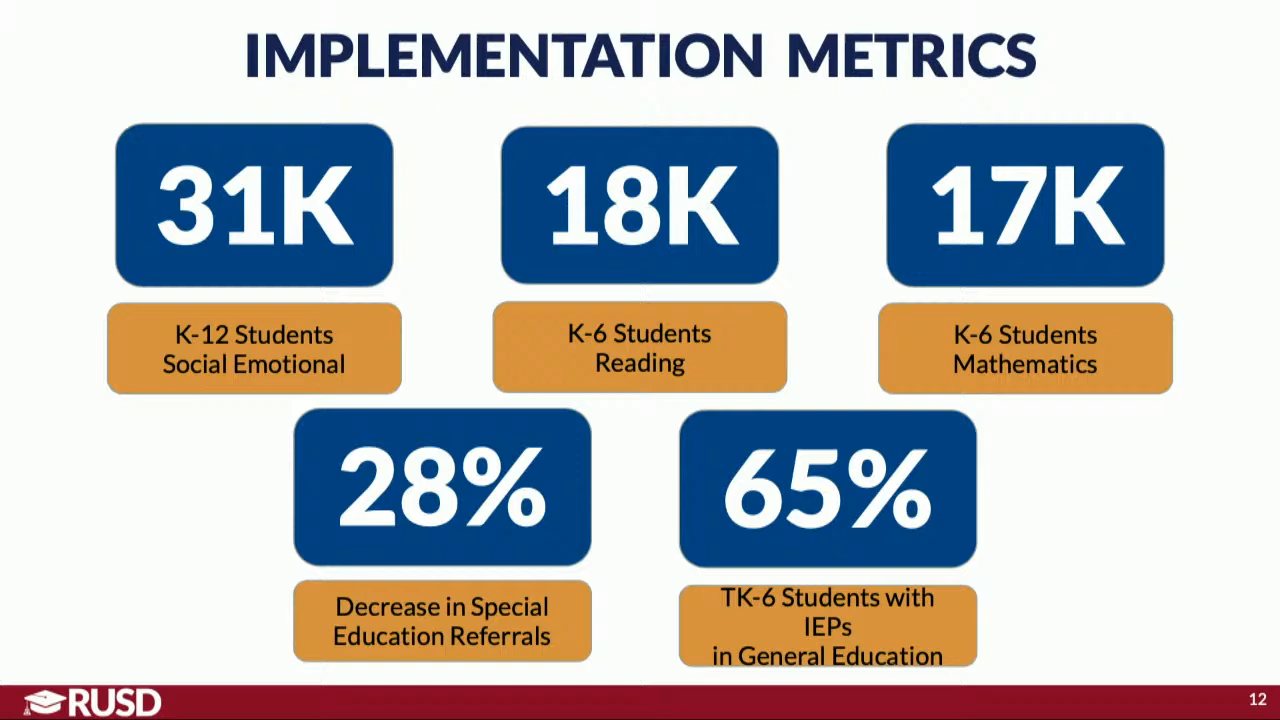 IMPLEMENTATION METRICS
31K
18K
17K
K-12 Students
Social Emotional
K-6 Students
Reading
K-6 Students
Mathematics
28%
65%
Decrease in Special
Education Referrals
TK-6 Students with
IEPs
in General Education
RUSD
12